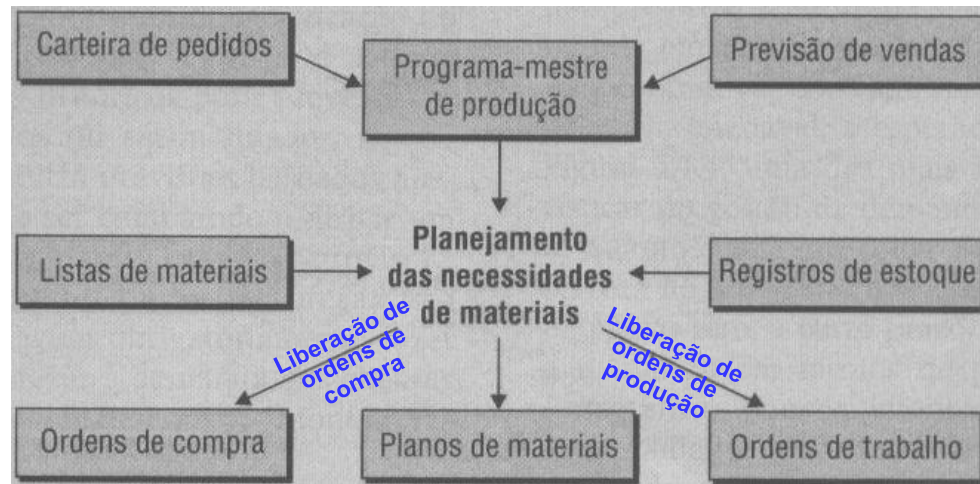 Carteira de pedidos
Programa-mestre
de produção
Previsão de vendas
Listas de materiais
Planejamento
das necessidades
de materiais
Registros de estoque
Liberação de
ordens de
compra
Liberação de
ordens de
produção
Ordens de compra
Planos de materiais
Ordens de trabalho